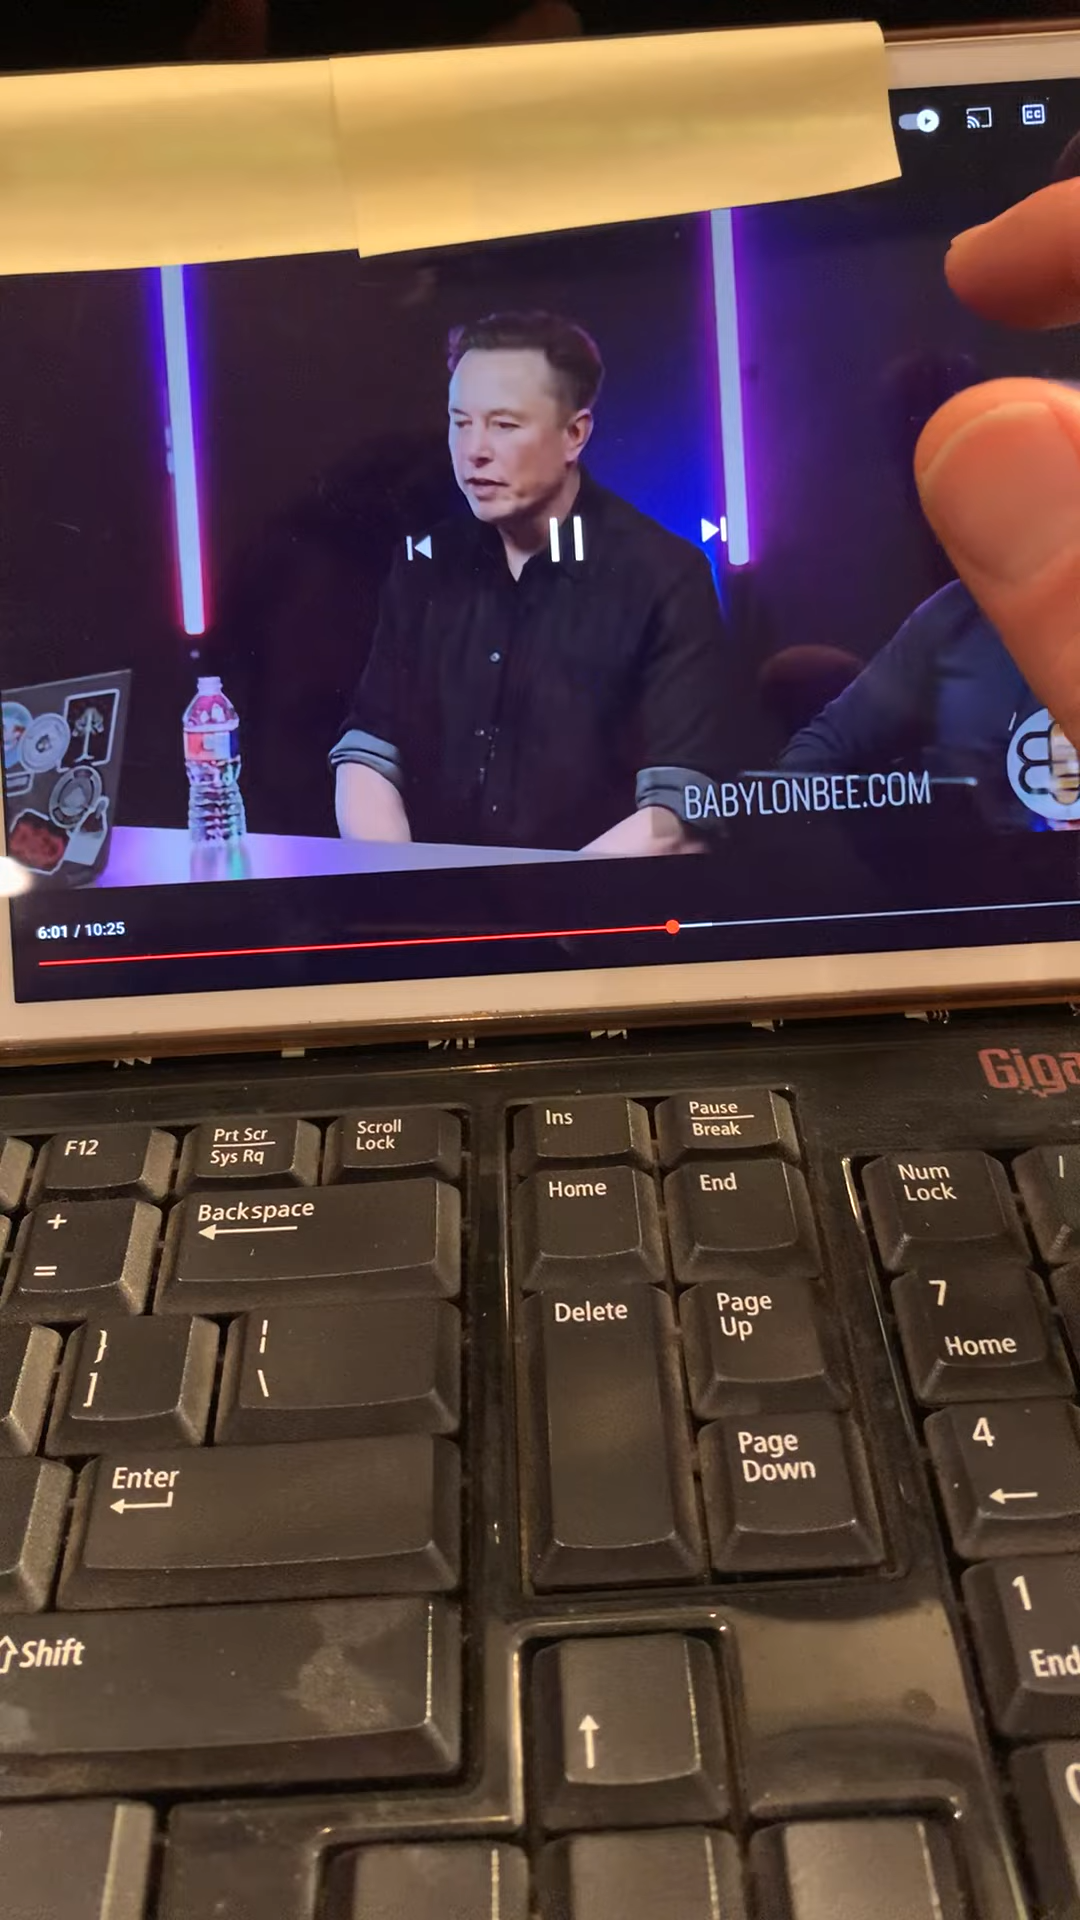 CC
BABYLONBEE.COM
6:01 / 10:25
Giga
F12
Prt Scr
Sys Rq
Scroll
Lock
Ins
Pause
Break
+
=
Backspace
Home
End
Num
Lock
/
}
]
|
\
Delete
Page
Up
7
Home
Enter
Page
Down
4
Shift
1
End